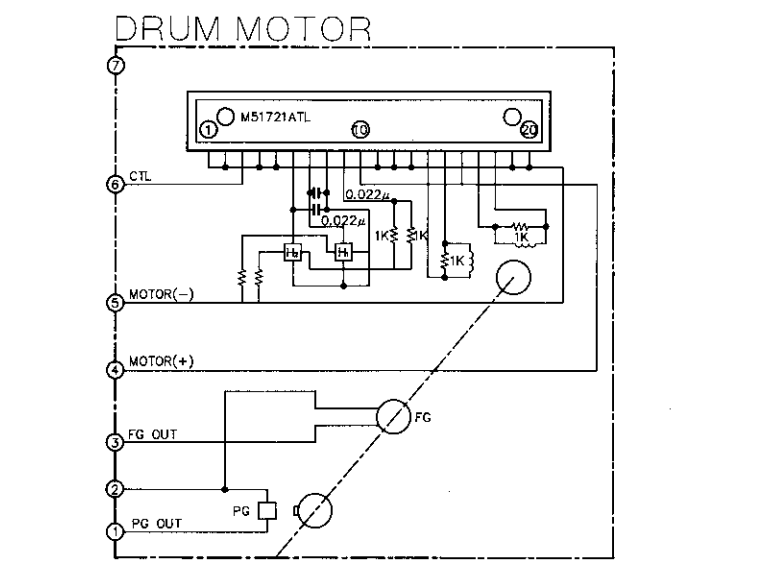 DRUM MOTOR
7
M51721ATL
1
10
20
6 CTL
0.022μ
0.022μ
1K
1K
1K
1K
H₂
H₁
5 MOTOR(−)
4 MOTOR(+)
FG
3 FG OUT
2
PG
1 PG OUT